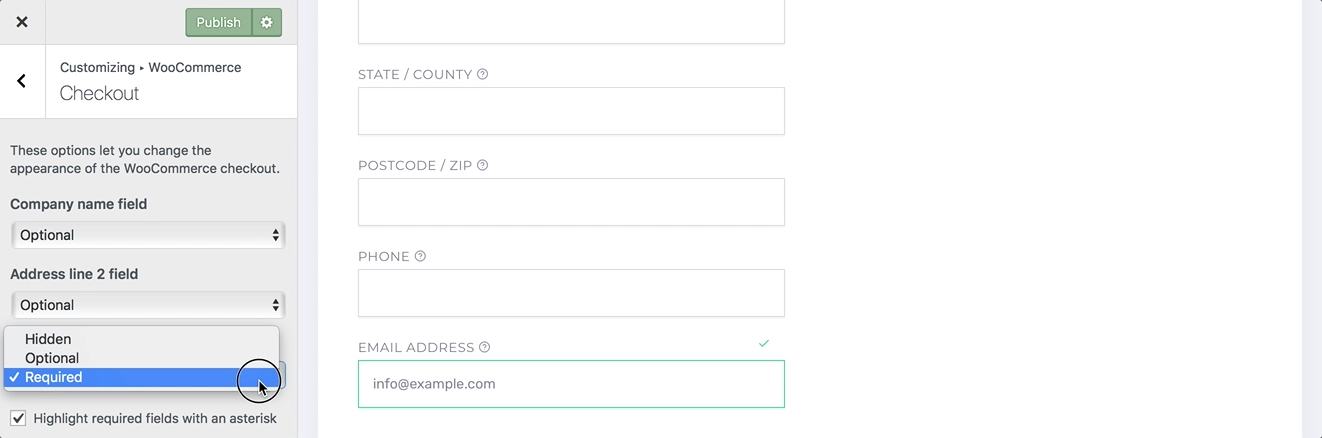 Publish
Customizing ▸ WooCommerce
Checkout
These options let you change the
appearance of the WooCommerce checkout.
Company name field
Optional
Address line 2 field
Optional
Hidden
Optional
✓ Required
Highlight required fields with an asterisk
STATE / COUNTY
POSTCODE / ZIP
PHONE
EMAIL ADDRESS
info@example.com